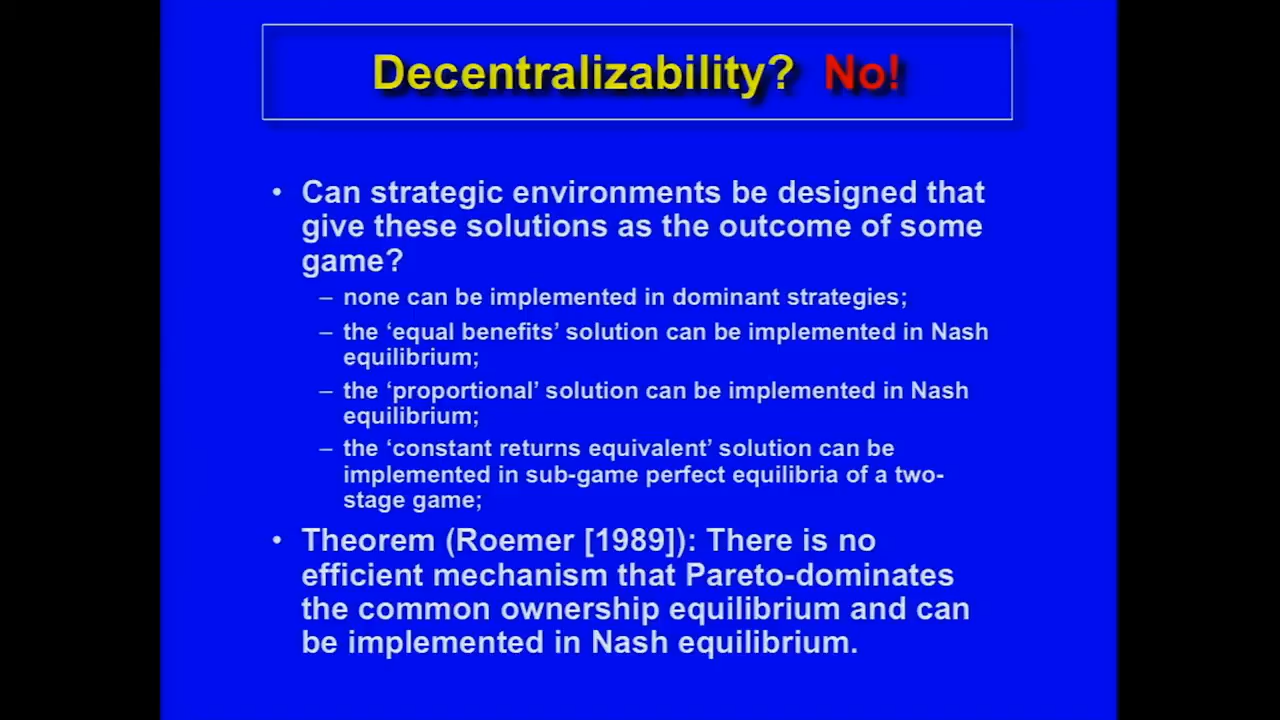 Decentralizability? No!
• Can strategic environments be designed that
give these solutions as the outcome of some
game?
– none can be implemented in dominant strategies;
– the ‘equal benefits’ solution can be implemented in Nash
equilibrium;
– the ‘proportional’ solution can be implemented in Nash
equilibrium;
– the ‘constant returns equivalent’ solution can be
implemented in sub-game perfect equilibria of a two-
stage game;
• Theorem (Roemer [1989]): There is no
efficient mechanism that Pareto-dominates
the common ownership equilibrium and can
be implemented in Nash equilibrium.